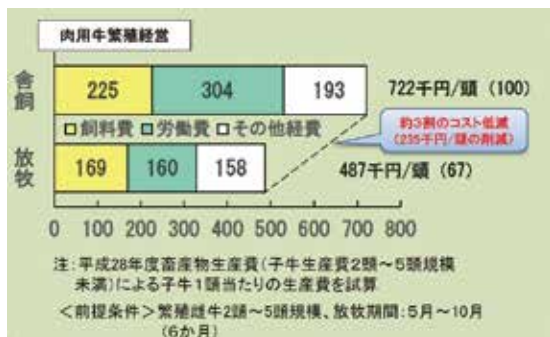 肉用牛繁殖経営
舎飼
225 304 193
722千円/頭 (100)
飼料費 労働費 その他経費
約3割のコスト低減
(235千円/頭の削減)
放牧
169 160 158
487千円/頭 (67)
0 100 200 300 400 500 600 700 800
注:平成28年度畜産物生産費(子牛生産費2頭～5頭規模
未満)による子牛1頭当たりの生産費を試算
<前提条件>繁殖雌牛2頭～5頭規模、放牧期間:5月～10月
(6か月)